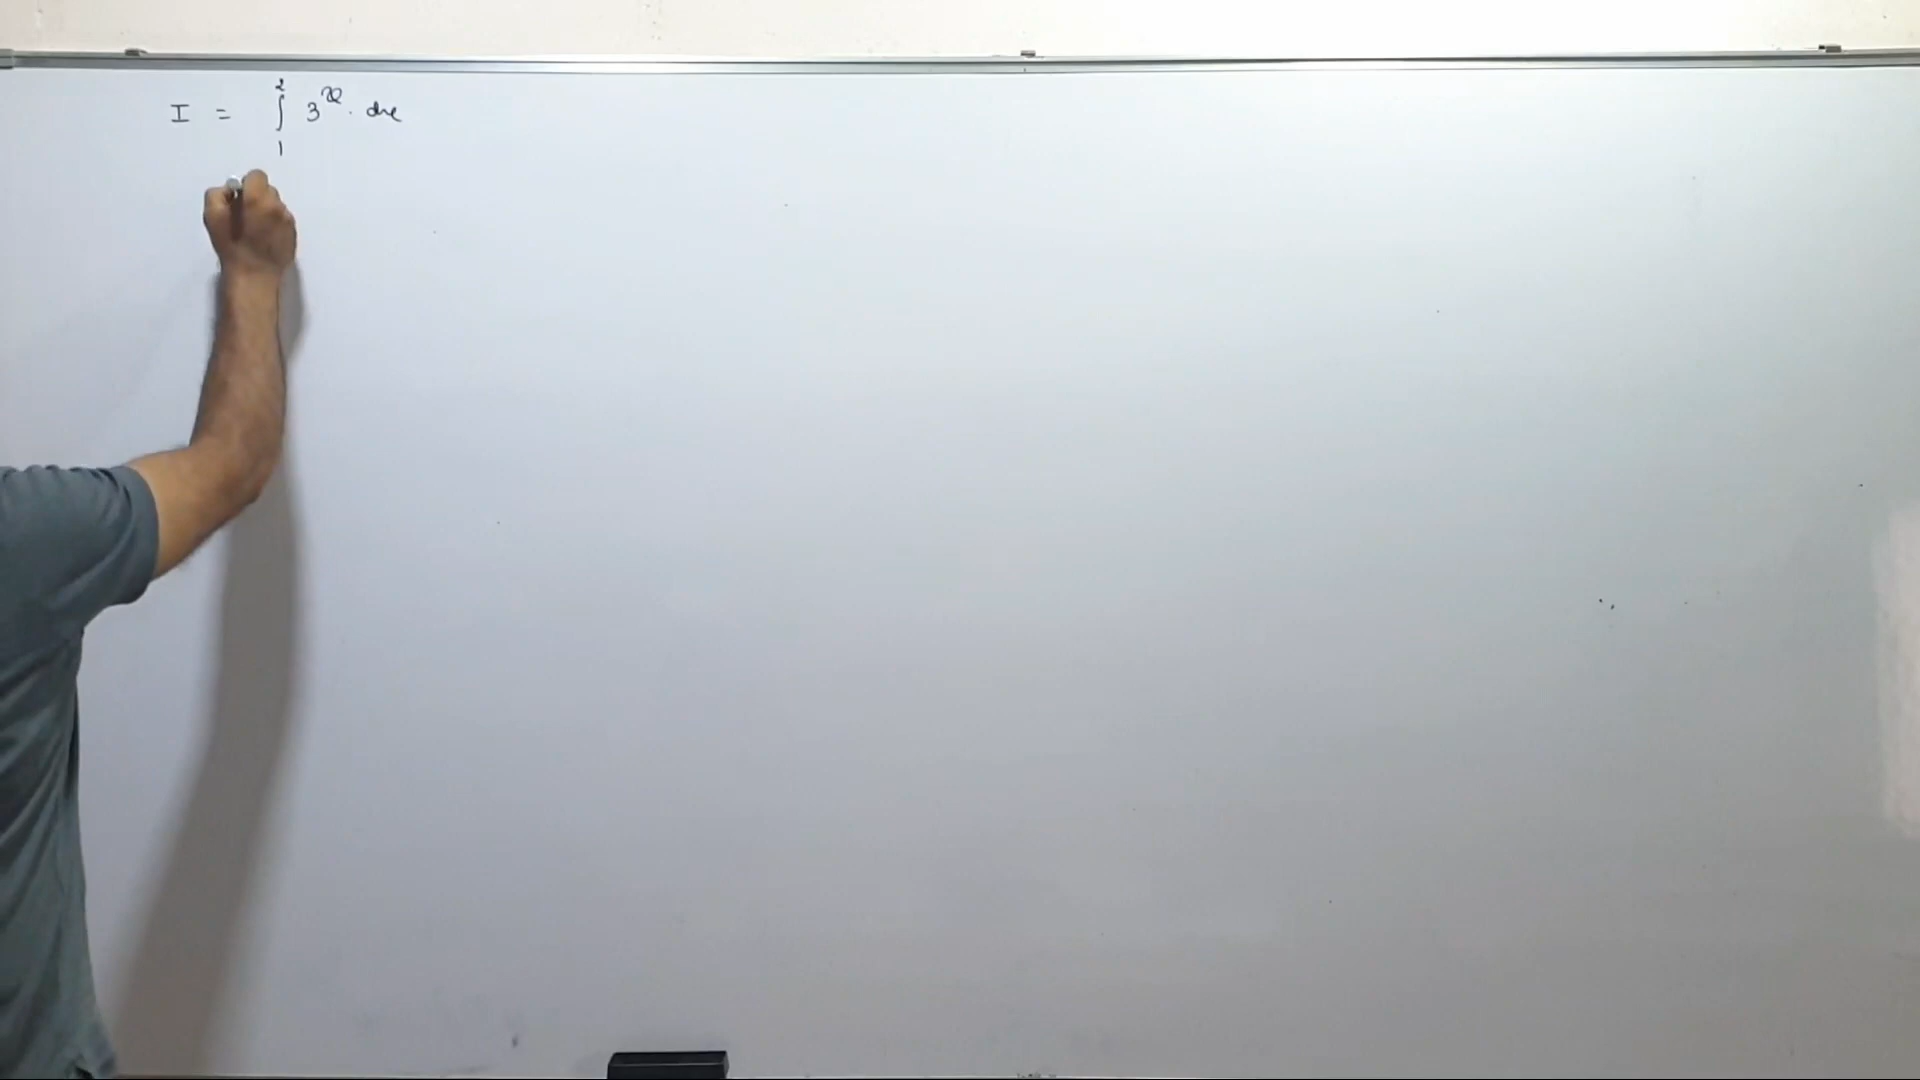 I = ∫₁² 3ˣ · dx